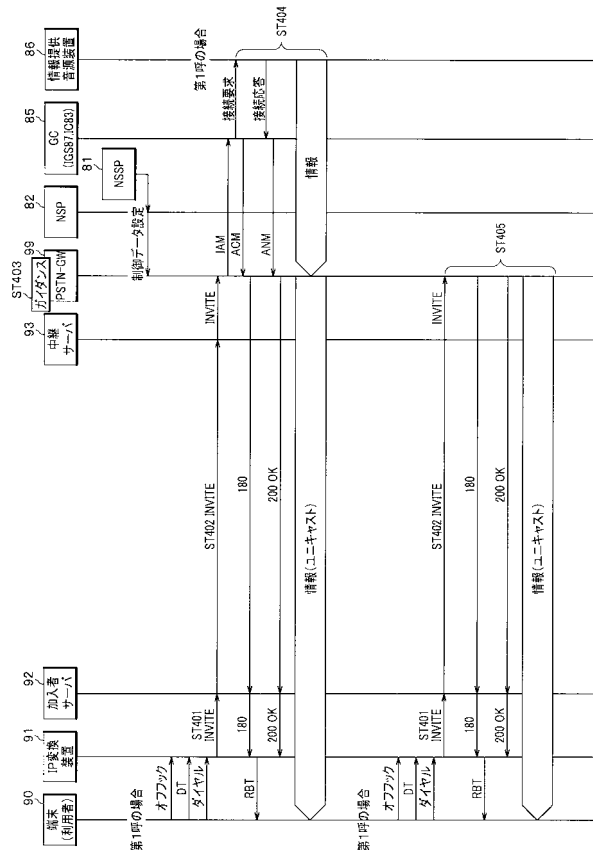 90
端末
(利用者)
91
IP変換
装置
92
加入者
サーバ
93
中継
サーバ
ST403
ガイダンス
99
PSTN-GW
82
NSP
81
NSSP
85
GC
(IGS87,IC83)
86
情報提供
音源装置
制御データ設定
第1呼の場合
オフフック
DT
ダイヤル
ST401
INVITE
ST402 INVITE
INVITE
IAM
第1呼の場合
接続要求
180
180
ACM
RBT
接続応答
200 OK
200 OK
ANM
情報(ユニキャスト)
情報
ST404
第1呼の場合
オフフック
DT
ダイヤル
ST401
INVITE
ST402 INVITE
INVITE
180
180
RBT
200 OK
200 OK
情報(ユニキャスト)
ST405